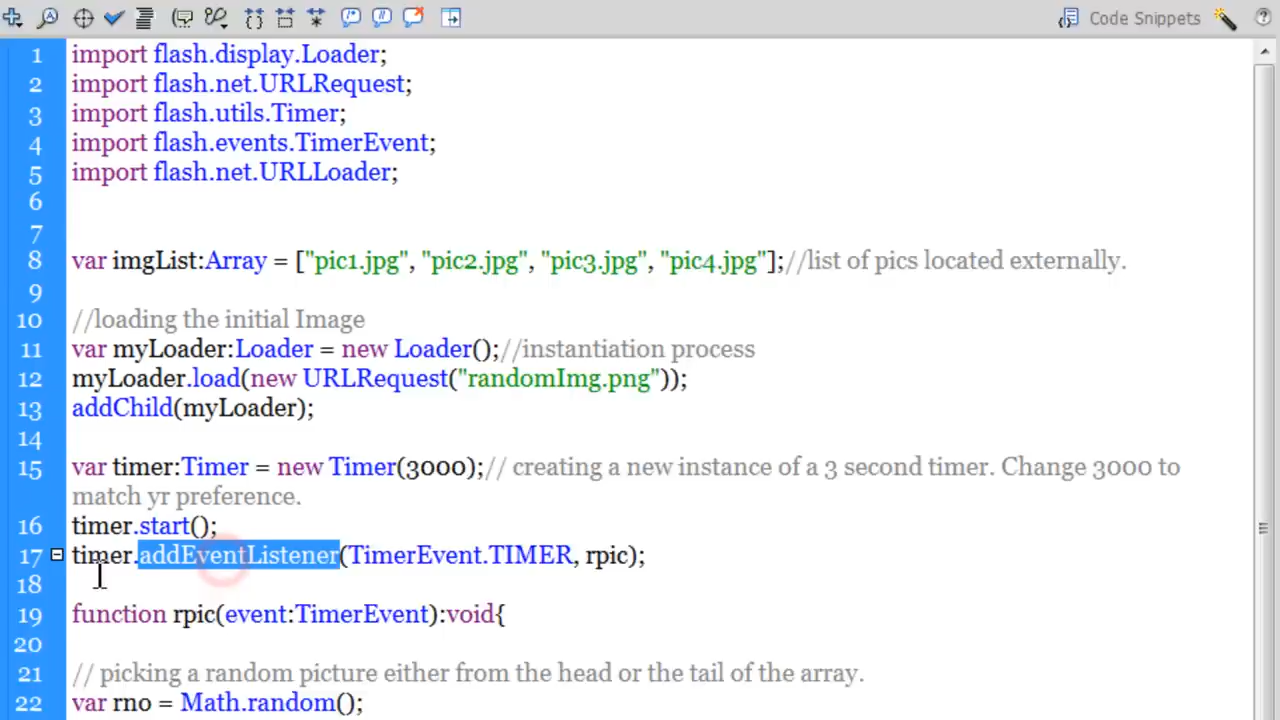 Code Snippets
1 import flash.display.Loader;
2 import flash.net.URLRequest;
3 import flash.utils.Timer;
4 import flash.events.TimerEvent;
5 import flash.net.URLLoader;
6
7
8 var imgList:Array = ["pic1.jpg", "pic2.jpg", "pic3.jpg", "pic4.jpg"];//list of pics located externally.
9
10 //loading the initial Image
11 var myLoader:Loader = new Loader();//instantiation process
12 myLoader.load(new URLRequest("randomImg.png"));
13 addChild(myLoader);
14
15 var timer:Timer = new Timer(3000);// creating a new instance of a 3 second timer. Change 3000 to
match yr preference.
16 timer.start();
17 timer.addEventListener(TimerEvent.TIMER, rpic);
18
19 function rpic(event:TimerEvent):void{
20
21 // picking a random picture either from the head or the tail of the array.
22 var rno = Math.random();